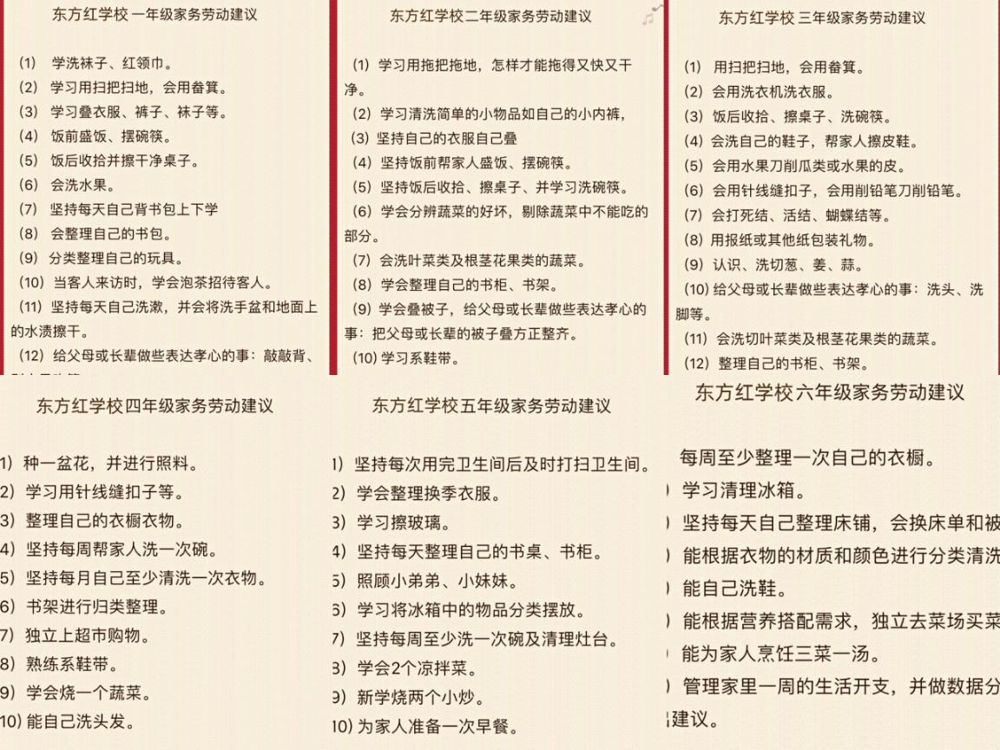 东方红学校 一年级家务劳动建议
(1) 学洗袜子、红领巾。
(2) 学习用扫把扫地，会用畚箕。
(3) 学习叠衣服、裤子、袜子等。
(4) 饭前盛饭、摆碗筷。
(5) 饭后收拾并擦干净桌子。
(6) 会洗水果。
(7) 坚持每天自己背书包上下学
(8) 会整理自己的书包。
(9) 分类整理自己的玩具。
(10) 当客人来访时，学会泡茶招待客人。
(11) 坚持每天自己洗漱，并会将洗手盆和地面上
的水渍擦干。
(12) 给父母或长辈做些表达孝心的事：敲敲背、
东方红学校二年级家务劳动建议
(1) 学习用拖把拖地，怎样才能拖得又快又干
净。
(2) 学习清洗简单的小物品如自己的小内裤，
(3) 坚持自己的衣服自己叠
(4) 坚持饭前帮家人盛饭、摆碗筷。
(5) 坚持饭后收拾、擦桌子、并学习洗碗筷。
(6) 学会分辨蔬菜的好坏，剔除蔬菜中不能吃的
部分。
(7) 会洗叶菜类及根茎花果类的蔬菜。
(8) 学会整理自己的书柜、书架。
(9) 学会叠被子，给父母或长辈做些表达孝心的
事：把父母或长辈的被子叠方正整齐。
(10) 学习系鞋带。
东方红学校 三年级家务劳动建议
(1) 用扫把扫地，会用畚箕。
(2) 会用洗衣机洗衣服。
(3) 饭后收拾、擦桌子、洗碗筷。
(4) 会洗自己的鞋子，帮家人擦皮鞋。
(5) 会用水果刀削瓜类或水果的皮。
(6) 会用针线缝扣子，会用削铅笔刀削铅笔。
(7) 会打死结、活结、蝴蝶结等。
(8) 用报纸或其他纸包装礼物。
(9) 认识、洗切葱、姜、蒜。
(10) 给父母或长辈做些表达孝心的事：洗头、洗
脚等。
(11) 会洗切叶菜类及根茎花果类的蔬菜。
(12) 整理自己的书柜、书架。
东方红学校四年级家务劳动建议
1) 种一盆花，并进行照料。
2) 学习用针线缝扣子等。
3) 整理自己的衣橱衣物。
4) 坚持每周帮家人洗一次碗。
5) 坚持每月自己至少清洗一次衣物。
6) 书架进行归类整理。
7) 独立上超市购物。
8) 熟练系鞋带。
9) 学会烧一个蔬菜。
10) 能自己洗头发。
东方红学校五年级家务劳动建议
1) 坚持每次用完卫生间后及时打扫卫生间。
2) 学会整理换季衣服。
3) 学习擦玻璃。
4) 坚持每天整理自己的书桌、书柜。
5) 照顾小弟弟、小妹妹。
6) 学习将冰箱中的物品分类摆放。
7) 坚持每周至少洗一次碗及清理灶台。
8) 学会2个凉拌菜。
9) 新学烧两个小炒。
10) 为家人准备一次早餐。
东方红学校六年级家务劳动建议
每周至少整理一次自己的衣橱。
) 学习清理冰箱。
) 坚持每天自己整理床铺，会换床单和被
) 能根据衣物的材质和颜色进行分类清洗
) 能自己洗鞋。
) 能根据营养搭配需求，独立去菜场买菜
) 能为家人烹饪三菜一汤。
) 管理家里一周的生活开支，并做数据分
建议。